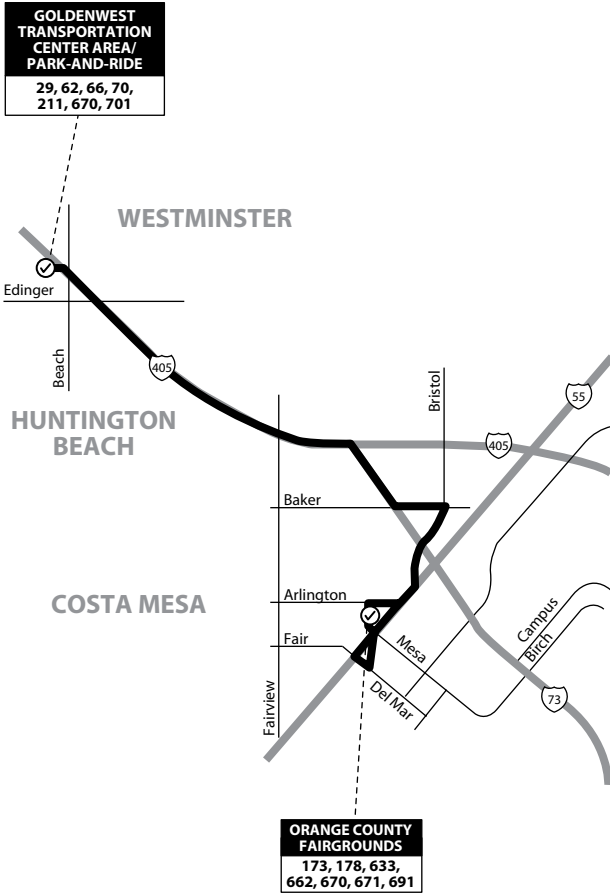 GOLDENWEST
TRANSPORTATION
CENTER AREA/
PARK-AND-RIDE
29, 62, 66, 70,
211, 670, 701
WESTMINSTER
Edinger
Beach
405
HUNTINGTON
BEACH
Bristol
55
405
Baker
COSTA MESA
Arlington
Fair
Mesa
Campus
Birch
Del Mar
Fairview
73
ORANGE COUNTY
FAIRGROUNDS
173, 178, 633,
662, 670, 671, 691